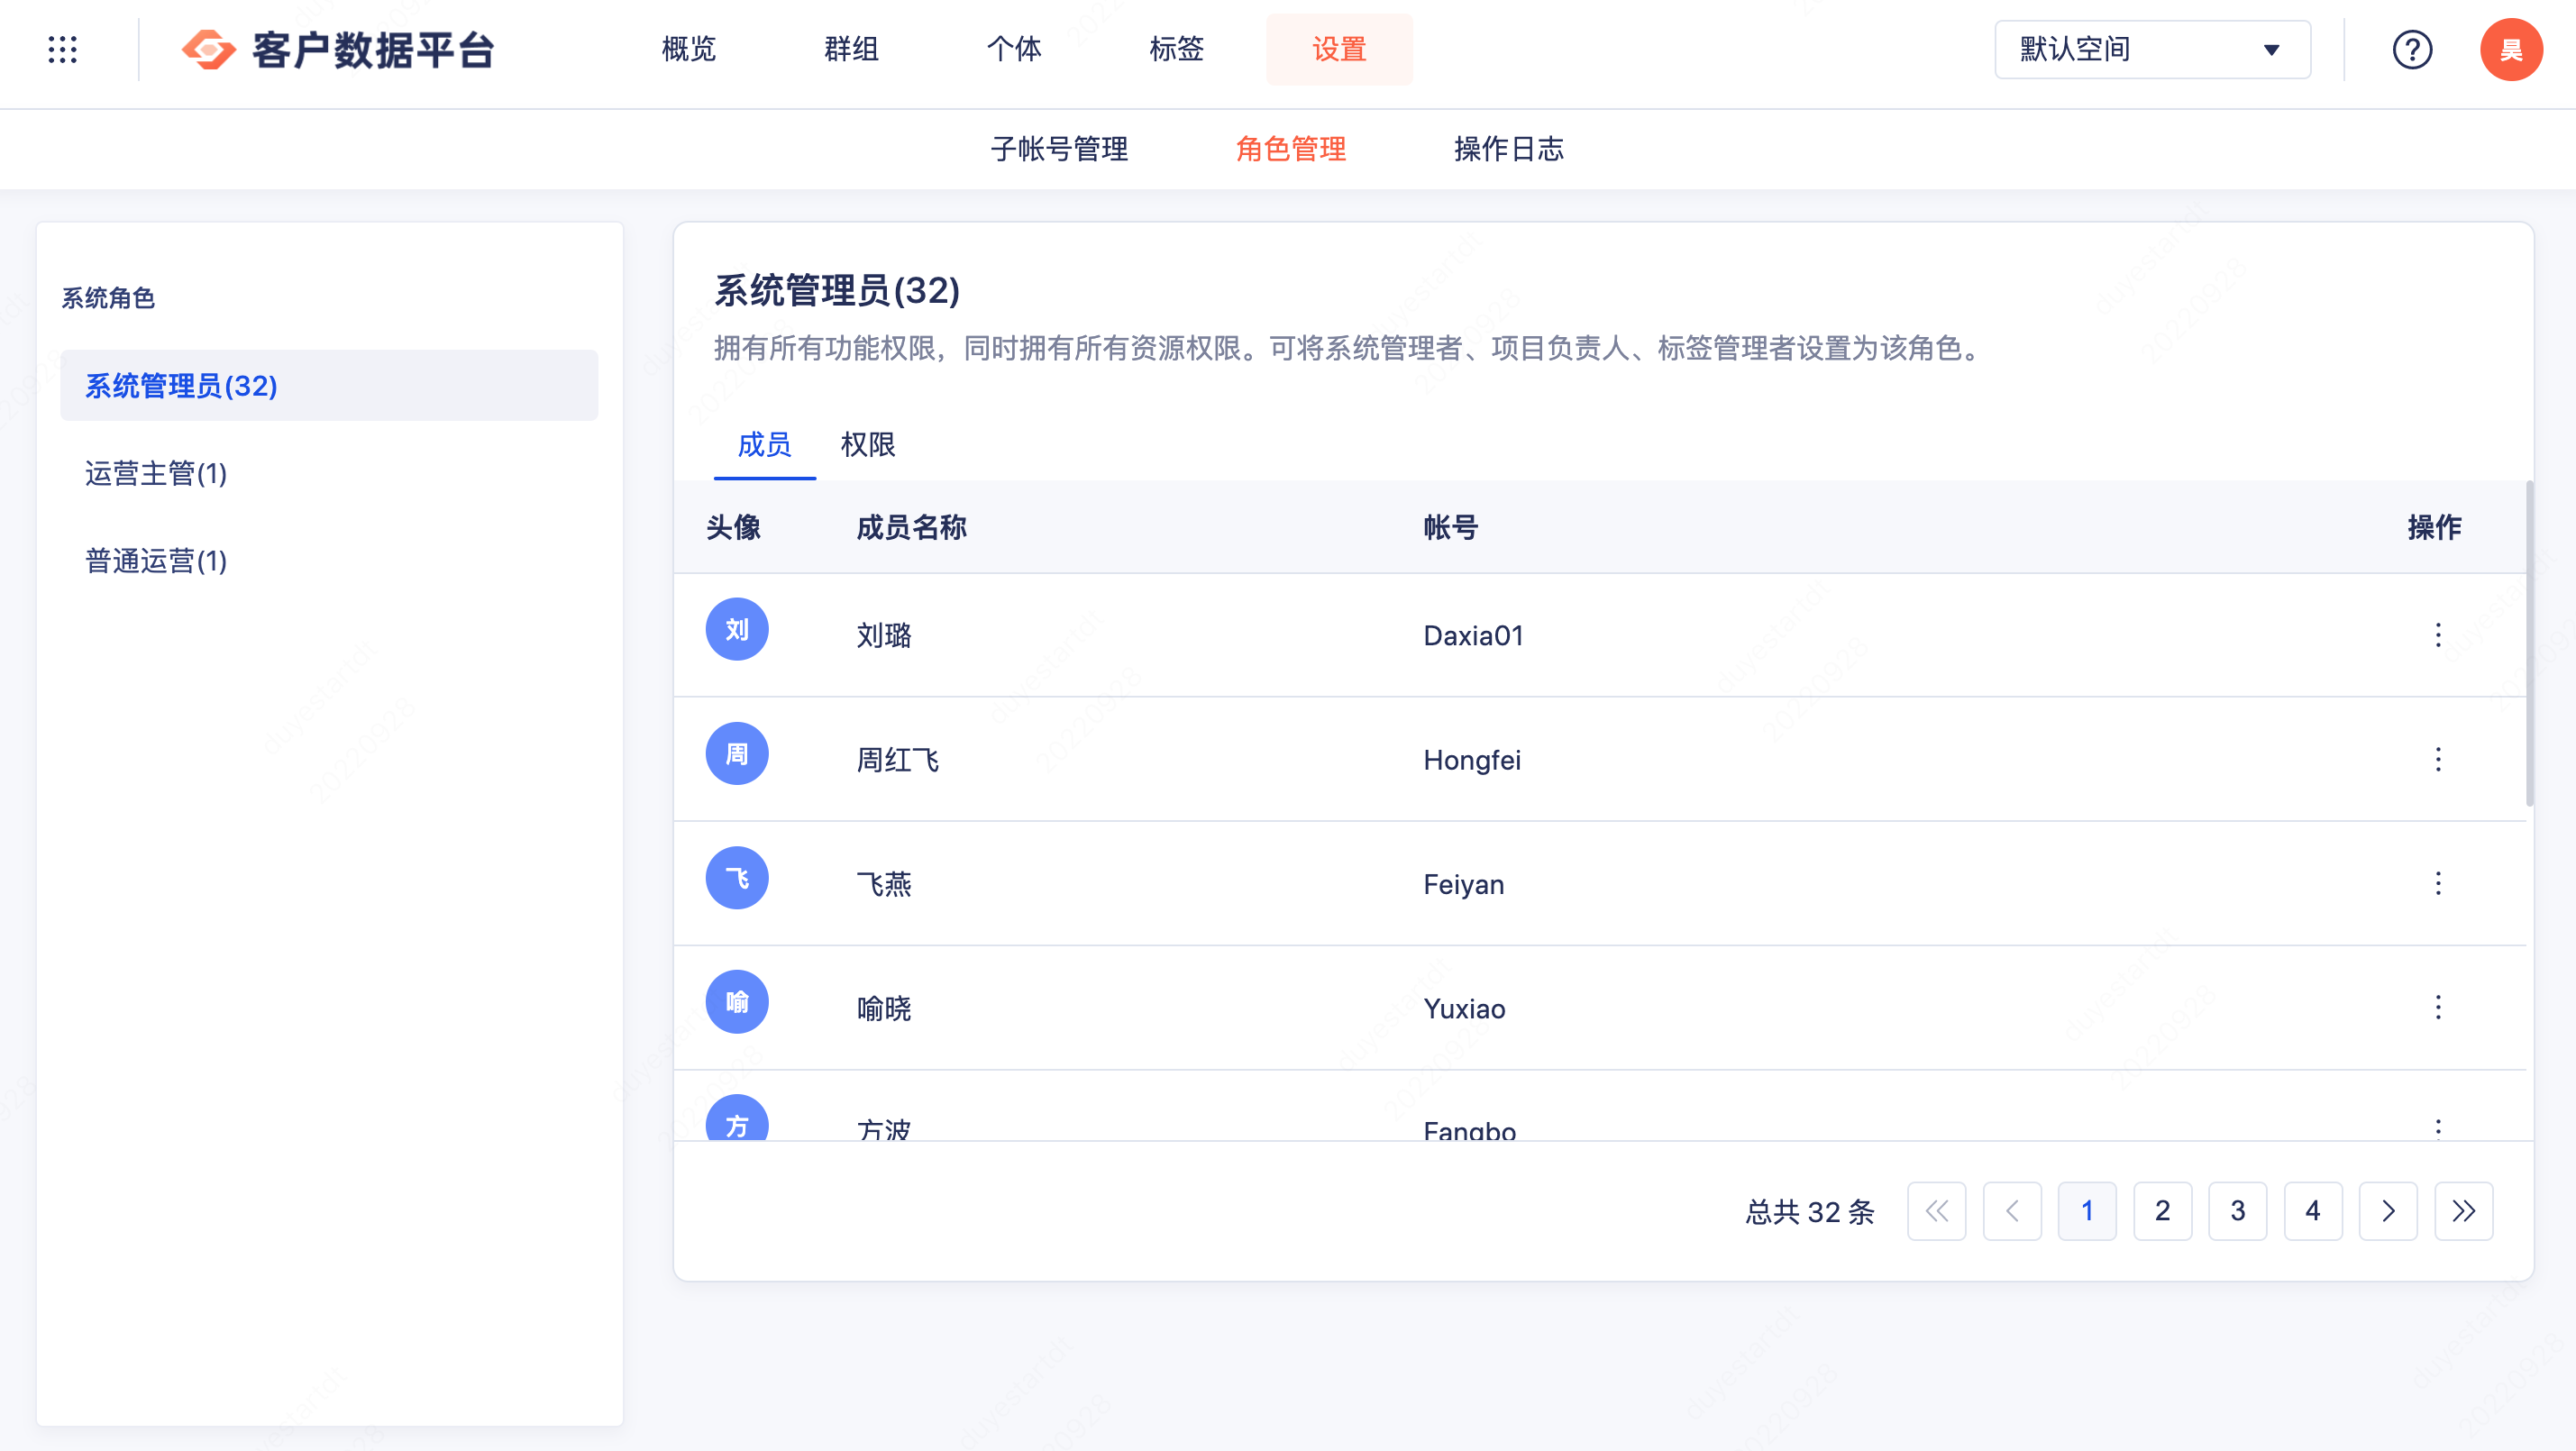 客户数据平台
概览 群组 个体 标签 设置
默认空间
昊
子帐号管理 角色管理 操作日志
系统角色
系统管理员(32)
运营主管(1)
普通运营(1)
系统管理员(32)
拥有所有功能权限，同时拥有所有资源权限。可将系统管理者、项目负责人、标签管理者设置为该角色。
成员 权限
头像 成员名称 帐号 操作
刘 刘璐 Daxia01
周 周红飞 Hongfei
飞 飞燕 Feiyan
喻 喻晓 Yuxiao
方 方波 Fangbo
总共 32 条 1 2 3 4
duyestartdt
20220928